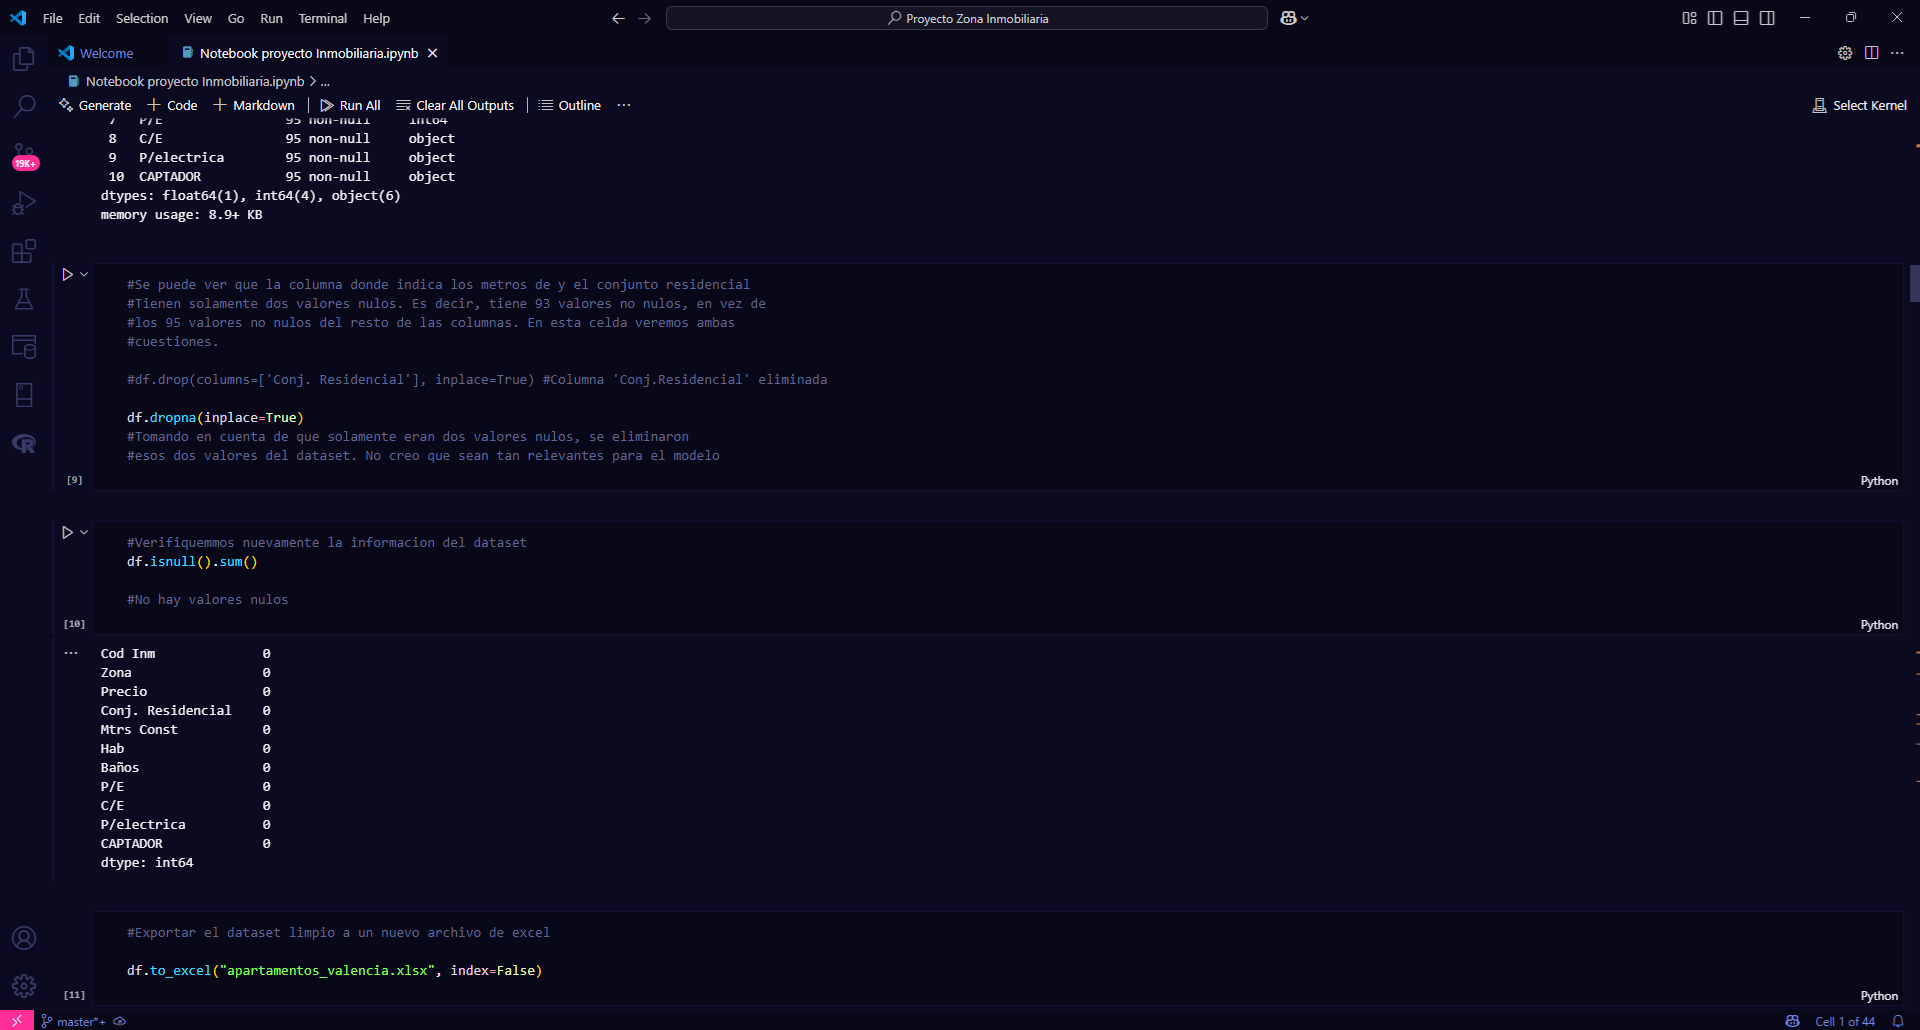 File Edit Selection View Go Run Terminal Help
Proyecto Zona Inmobiliaria
Welcome
Notebook proyecto Inmobiliaria.ipynb
Notebook proyecto Inmobiliaria.ipynb > ...
Generate Code Markdown Run All Clear All Outputs Outline ... Select Kernel
7 P/E 95 non-null int64
8 C/E 95 non-null object
9 P/electrica 95 non-null object
10 CAPTADOR 95 non-null object
dtypes: float64(1), int64(4), object(6)
memory usage: 8.9+ KB
19K+
#Se puede ver que la columna donde indica los metros de y el conjunto residencial
#Tienen solamente dos valores nulos. Es decir, tiene 93 valores no nulos, en vez de
#los 95 valores no nulos del resto de las columnas. En esta celda veremos ambas
#cuestiones.
#df.drop(columns=['Conj. Residencial'], inplace=True) #Columna 'Conj.Residencial' eliminada
df.dropna(inplace=True)
#Tomando en cuenta de que solamente eran dos valores nulos, se eliminaron
#esos dos valores del dataset. No creo que sean tan relevantes para el modelo
[9] Python
#Verifiquemmos nuevamente la informacion del dataset
df.isnull().sum()
#No hay valores nulos
[10] Python
Cod Inm 0
Zona 0
Precio 0
Conj. Residencial 0
Mtrs Const 0
Hab 0
Baños 0
P/E 0
C/E 0
P/electrica 0
CAPTADOR 0
dtype: int64
#Exportar el dataset limpio a un nuevo archivo de excel
df.to_excel("apartamentos_valencia.xlsx", index=False)
[11] Python
master*+ Cell 1 of 44